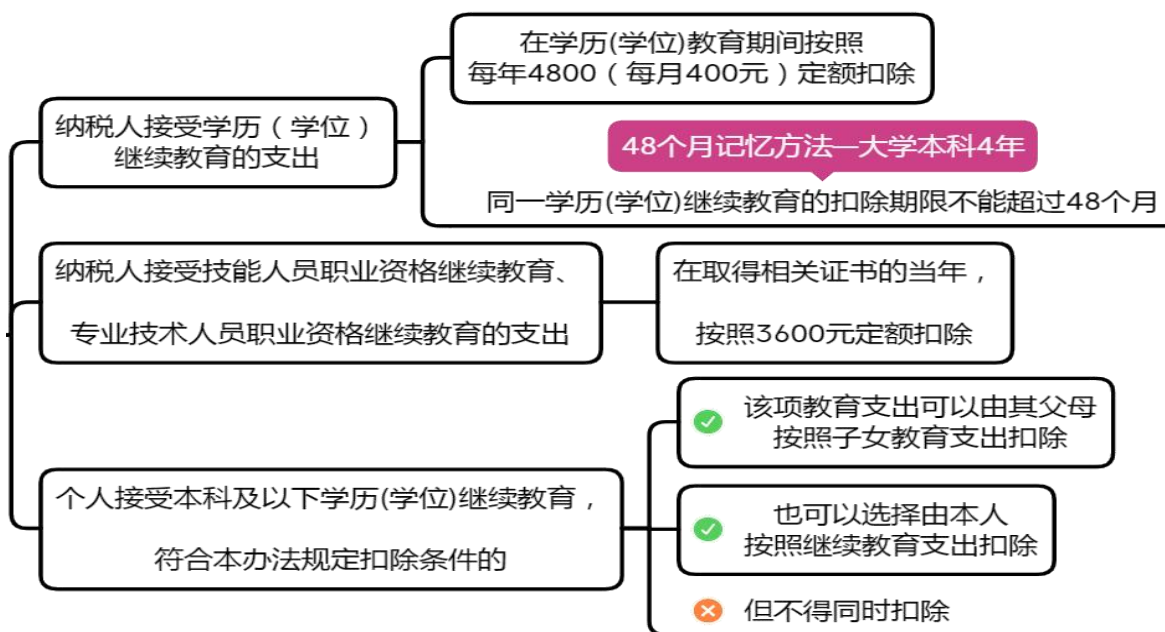 纳税人接受学历（学位）
继续教育的支出
在学历(学位)教育期间按照
每年4800（每月400元）定额扣除
48个月记忆方法—大学本科4年
同一学历(学位)继续教育的扣除期限不能超过48个月
纳税人接受技能人员职业资格继续教育、
专业技术人员职业资格继续教育的支出
在取得相关证书的当年，
按照3600元定额扣除
个人接受本科及以下学历(学位)继续教育，
符合本办法规定扣除条件的
该项教育支出可以由其父母
按照子女教育支出扣除
也可以选择由本人
按照继续教育支出扣除
但不得同时扣除